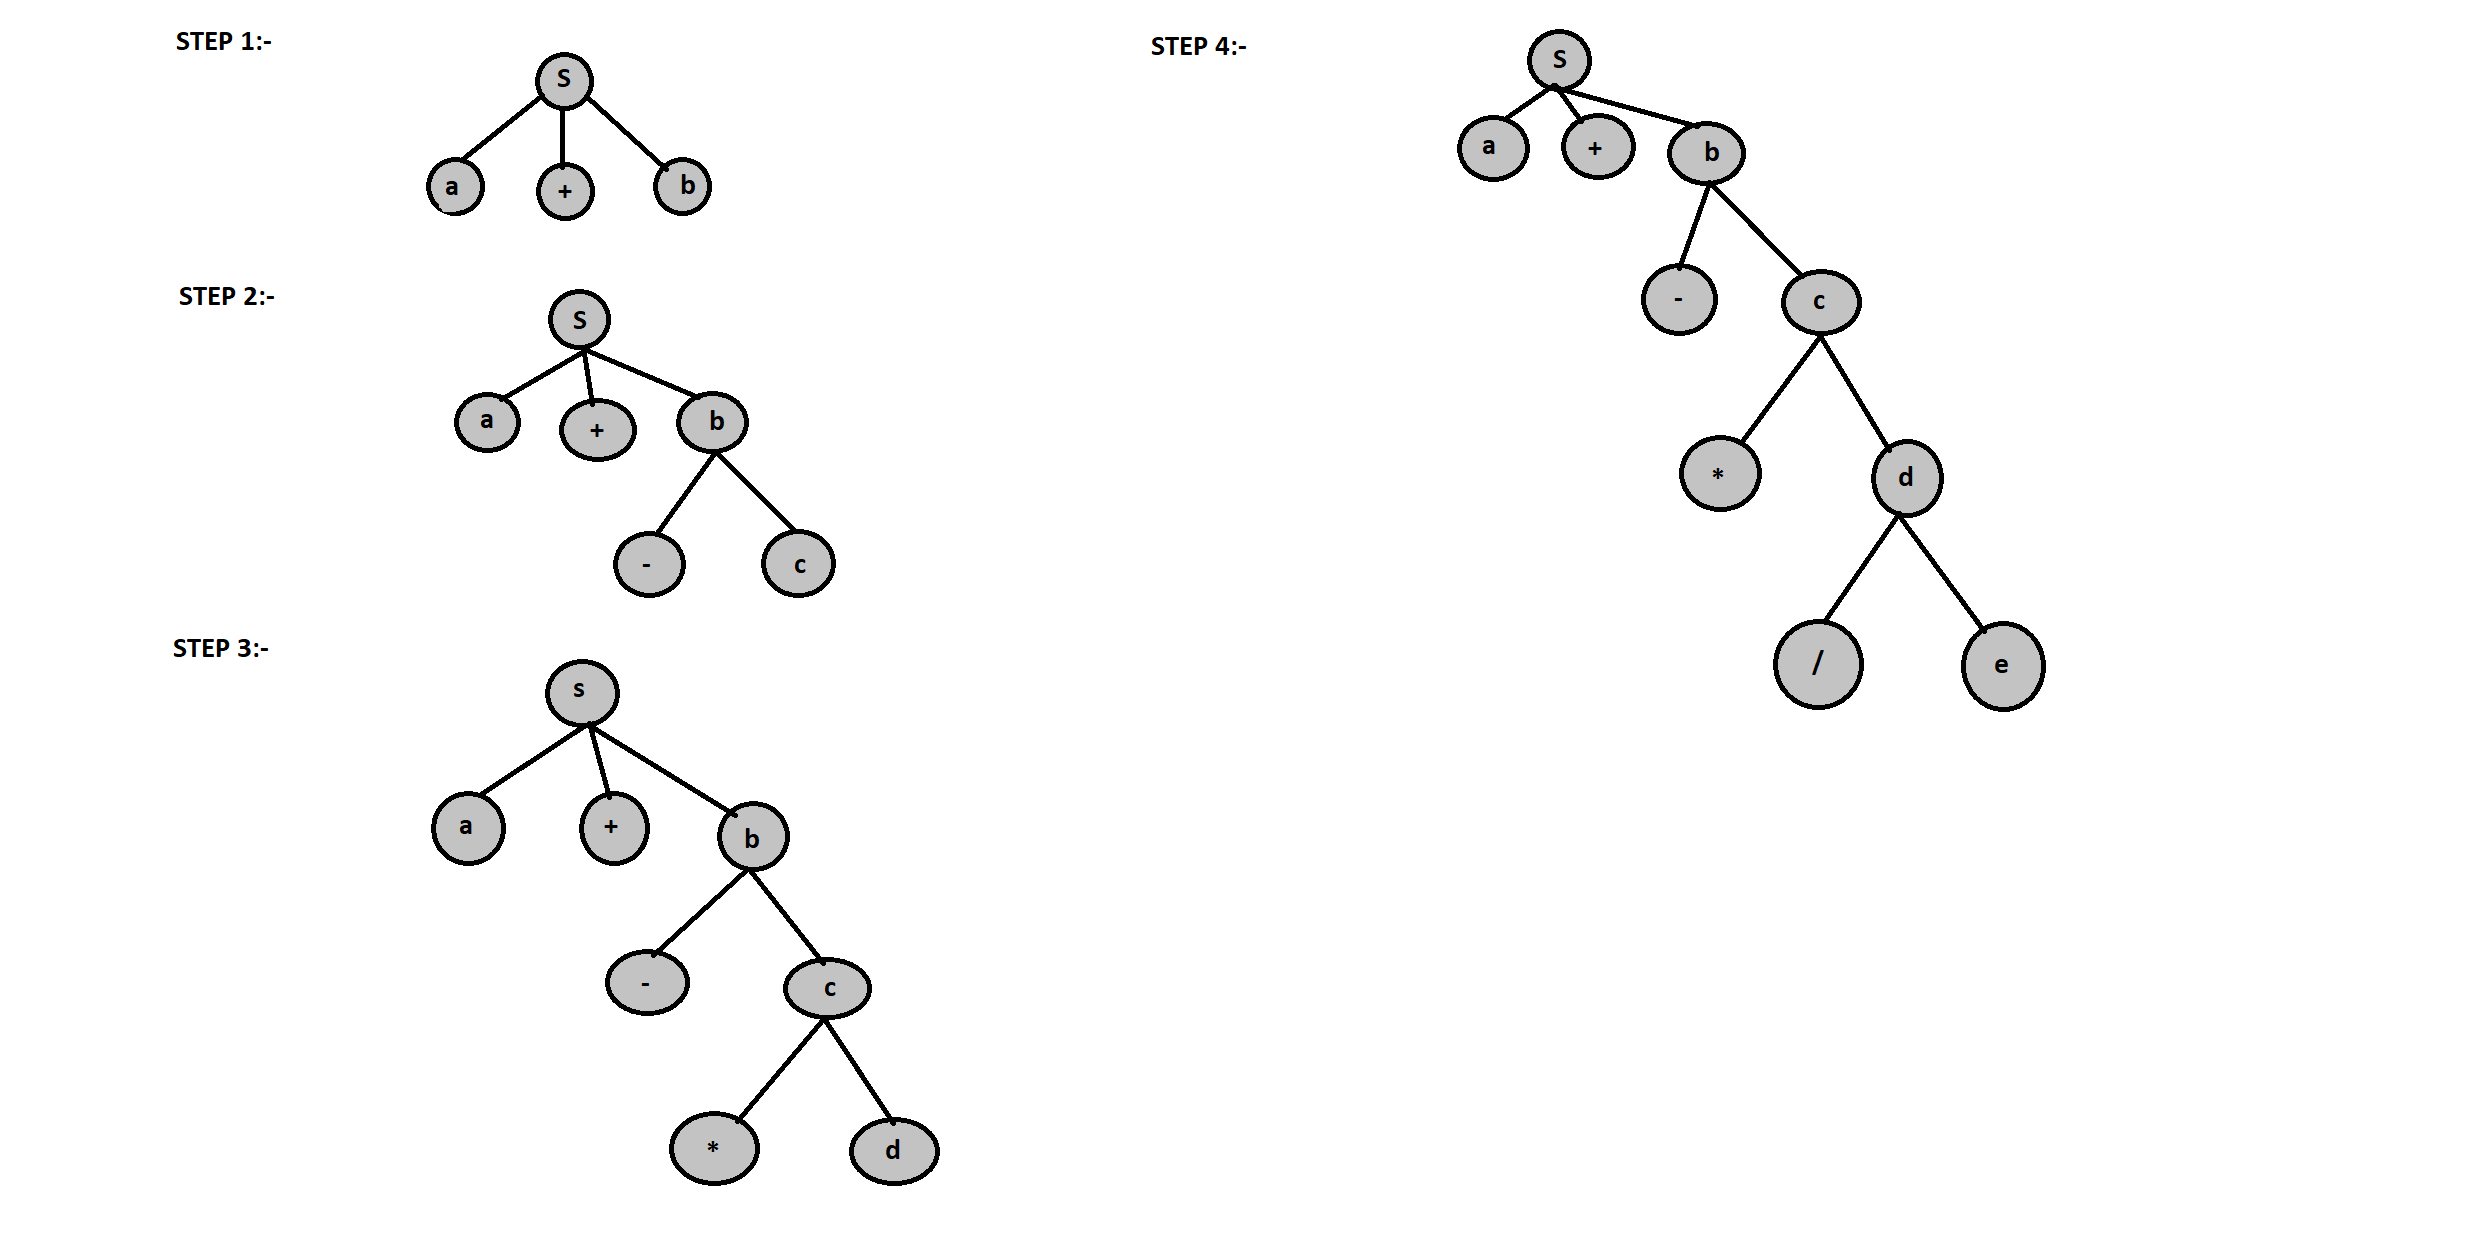 STEP 1:-
S
a + b
STEP 2:-
S
a + b
- c
STEP 3:-
s
a + b
- c
* d
STEP 4:-
S
a + b
- c
* d
/ e